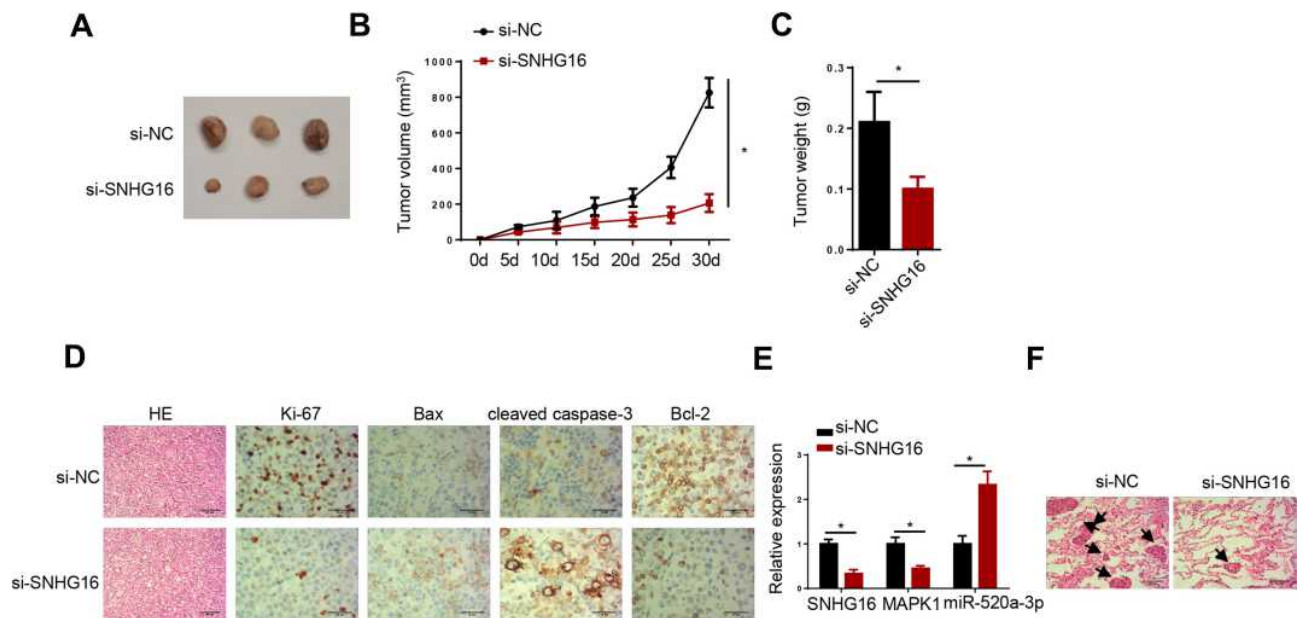 A
si-NC
si-SNHG16
B
si-NC
si-SNHG16
Tumor volume (mm³)
1000
800
600
400
200
0
0d 5d 10d 15d 20d 25d 30d
*
C
Tumor weight (g)
0.3
0.2
0.1
0.0
*
si-NC
si-SNHG16
D
HE Ki-67 Bax cleaved caspase-3 Bcl-2
si-NC
si-SNHG16
E
si-NC
si-SNHG16
Relative expression
3
2
1
0
* * *
SNHG16 MAPK1 miR-520a-3p
F
si-NC si-SNHG16